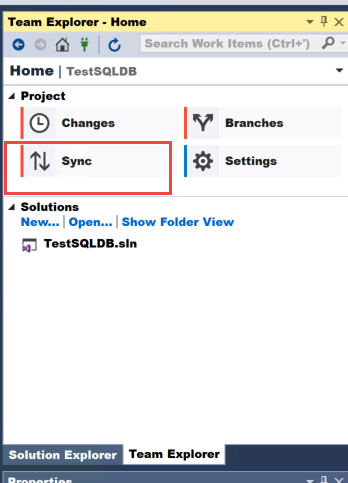 Team Explorer - Home
Search Work Items (Ctrl+')
Home | TestSQLDB
Project
Changes
Branches
Sync
Settings
Solutions
New... | Open... | Show Folder View
TestSQLDB.sln
Solution Explorer Team Explorer
Properties